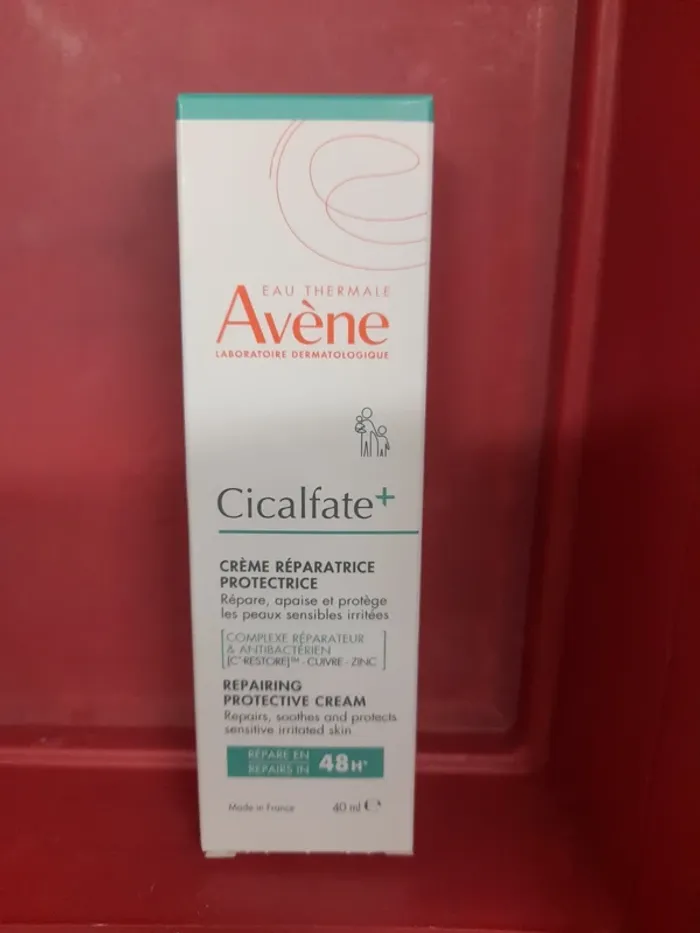 EAU THERMALE
Avène
LABORATOIRE DERMATOLOGIQUE
Cicalfate+
CRÈME RÉPARATRICE
PROTECTRICE
Répare, apaise et protège
les peaux sensibles irritées
COMPLEXE RÉPARATEUR
& ANTIBACTÉRIEN
[C+RESTORE]™ - CUIVRE - ZINC
REPAIRING
PROTECTIVE CREAM
Repairs, soothes and protects
sensitive irritated skin
RÉPARE EN
REPAIRS IN 48H*
Made in France 40 ml ℮